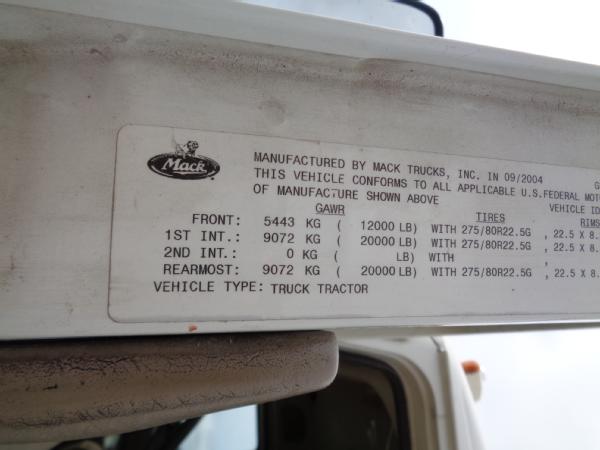 Mack
MANUFACTURED BY MACK TRUCKS, INC. IN 09/2004 G
THIS VEHICLE CONFORMS TO ALL APPLICABLE U.S.FEDERAL MOT
OF MANUFACTURE SHOWN ABOVE VEHICLE ID
GAWR TIRES RIMS
FRONT: 5443 KG ( 12000 LB) WITH 275/80R22.5G , 22.5 X 8.
1ST INT.: 9072 KG ( 20000 LB) WITH 275/80R22.5G , 22.5 X 8.
2ND INT.: 0 KG ( LB) WITH ,
REARMOST: 9072 KG ( 20000 LB) WITH 275/80R22.5G , 22.5 X 8.
VEHICLE TYPE: TRUCK TRACTOR